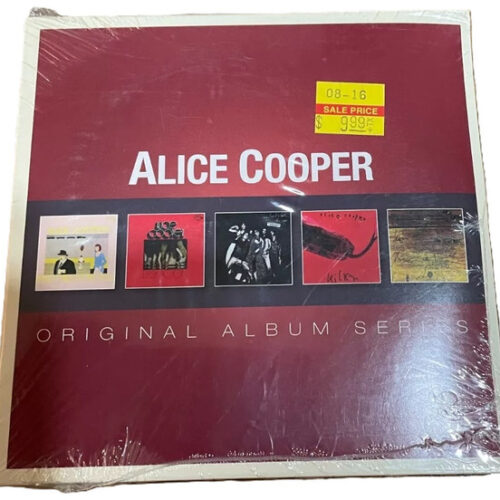 08-16
SALE PRICE
$ 9.99
ALICE COOPER
ORIGINAL ALBUM SERIES